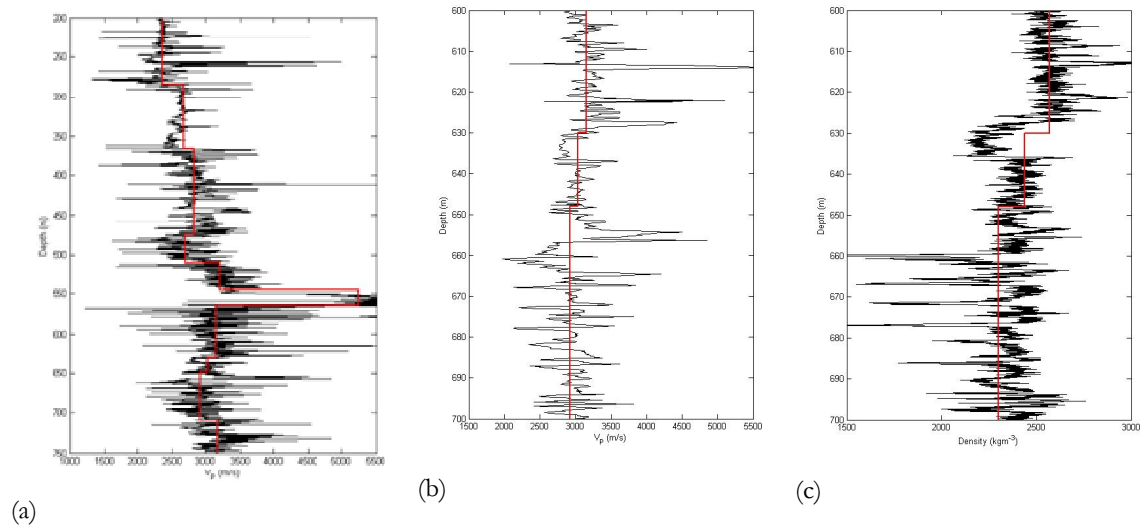 200
250
300
350
400
450
500
550
600
650
700
750
Depth (m)
1000 1500 2000 2500 3000 3500 4000 4500 5000 5500
Vp (m/s)
(a)
600
610
620
630
640
650
660
670
680
690
700
Depth (m)
1500 2000 2500 3000 3500 4000 4500 5000 5500
Vp (m/s)
(b)
600
610
620
630
640
650
660
670
680
690
700
Depth (m)
1500 2000 2500 3000
Density (kgm⁻³)
(c)